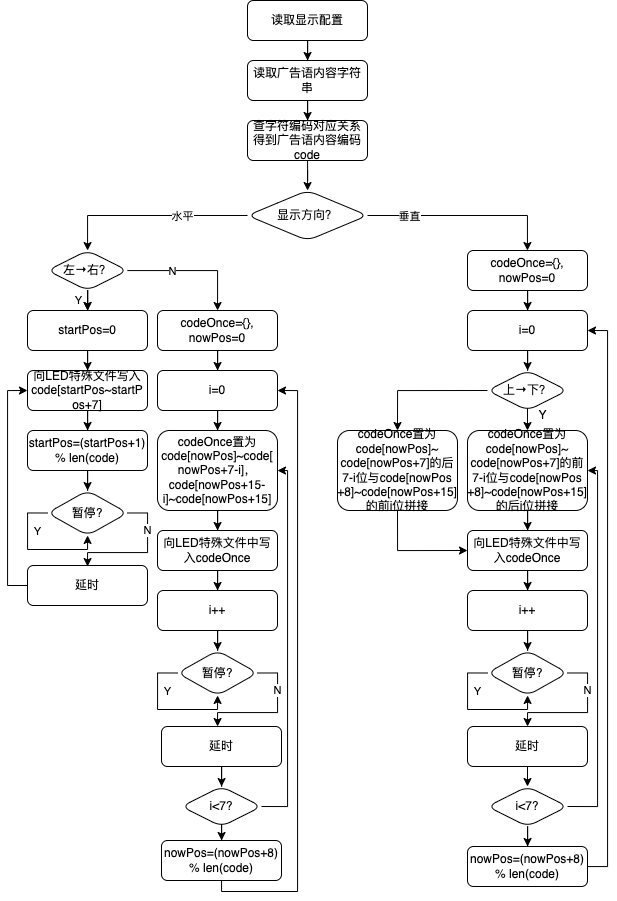 读取显示配置
读取广告语内容字符
串
查字符编码对应关系
得到广告语内容编码
code
显示方向?
水平
垂直
左→右?
N
Y
startPos=0
向LED特殊文件写入
code[startPos~startP
os+7]
startPos=(startPos+1)
% len(code)
暂停?
Y
N
延时
codeOnce={},
nowPos=0
i=0
codeOnce置为
code[nowPos]~code[
nowPos+7-i],
code[nowPos+15-
i]~code[nowPos+15]
向LED特殊文件中写
入codeOnce
i++
暂停?
Y
N
延时
i<7?
nowPos=(nowPos+8)
% len(code)
codeOnce={},
nowPos=0
i=0
上→下?
Y
codeOnce置为
code[nowPos]~
code[nowPos+7]的后
7-i位与code[nowPos
+8]~code[nowPos+15]
的前i位拼接
codeOnce置为
code[nowPos]~
code[nowPos+7]的前
7-i位与code[nowPos
+8]~code[nowPos+15]
的后i位拼接
向LED特殊文件中写
入codeOnce
i++
暂停?
Y
N
延时
i<7?
nowPos=(nowPos+8)
% len(code)